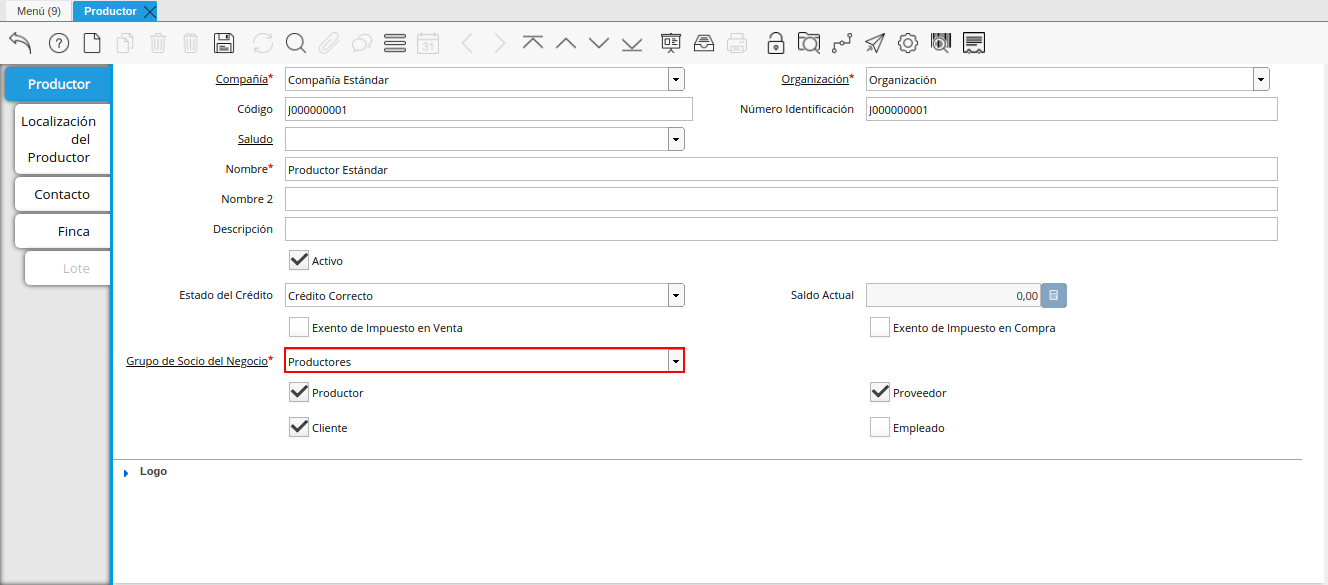 Menú (9) Productor
31
Productor
Localización
del
Productor
Contacto
Finca
Lote
Compañía* Compañía Estándar Organización* Organización
Código J000000001 Número Identificación J000000001
Saludo
Nombre* Productor Estándar
Nombre 2
Descripción
Activo
Estado del Crédito Crédito Correcto Saldo Actual 0,00
Exento de Impuesto en Venta Exento de Impuesto en Compra
Grupo de Socio del Negocio* Productores
Productor Proveedor
Cliente Empleado
Logo